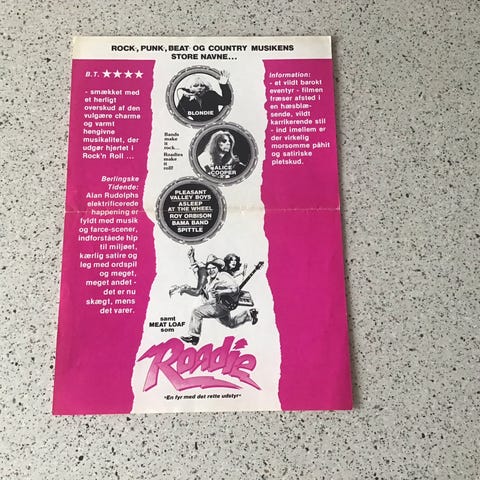 ROCK-, PUNK-, BEAT- OG COUNTRY MUSIKENS
STORE NAVNE...
B.T. ★★★★
- smækket med
et herligt
overskud af den
vulgære charme
og varmt
hengivne
musikalitet, der
udgør hjertet i
Rock'n Roll ...
Berlingske
Tidende:
Alan Rudolphs
elektrificerede
happening er
fyldt med musik
og farce-scener,
indforståede hip
til miljøet,
kærlig satire og
leg med ordspil
og meget,
meget andet -
det er nu
skægt, mens
det varer.
BLONDIE
Bands
make
it
rock...
Roadies
make
it
roll!
ALICE
COOPER
PLEASANT
VALLEY BOYS
ASLEEP
AT THE WHEEL
ROY ORBISON
BAMA BAND
SPITTLE
samt
MEAT LOAF
som
Roadie
"En fyr med det rette udstyr"
Information:
- et vildt barokt
eventyr - filmen
fræser afsted i
en hæsblæ-
sende, vildt
karrikerende stil
- ind imellem er
der virkelig
morsomme påhit
og satiriske
pletskud.